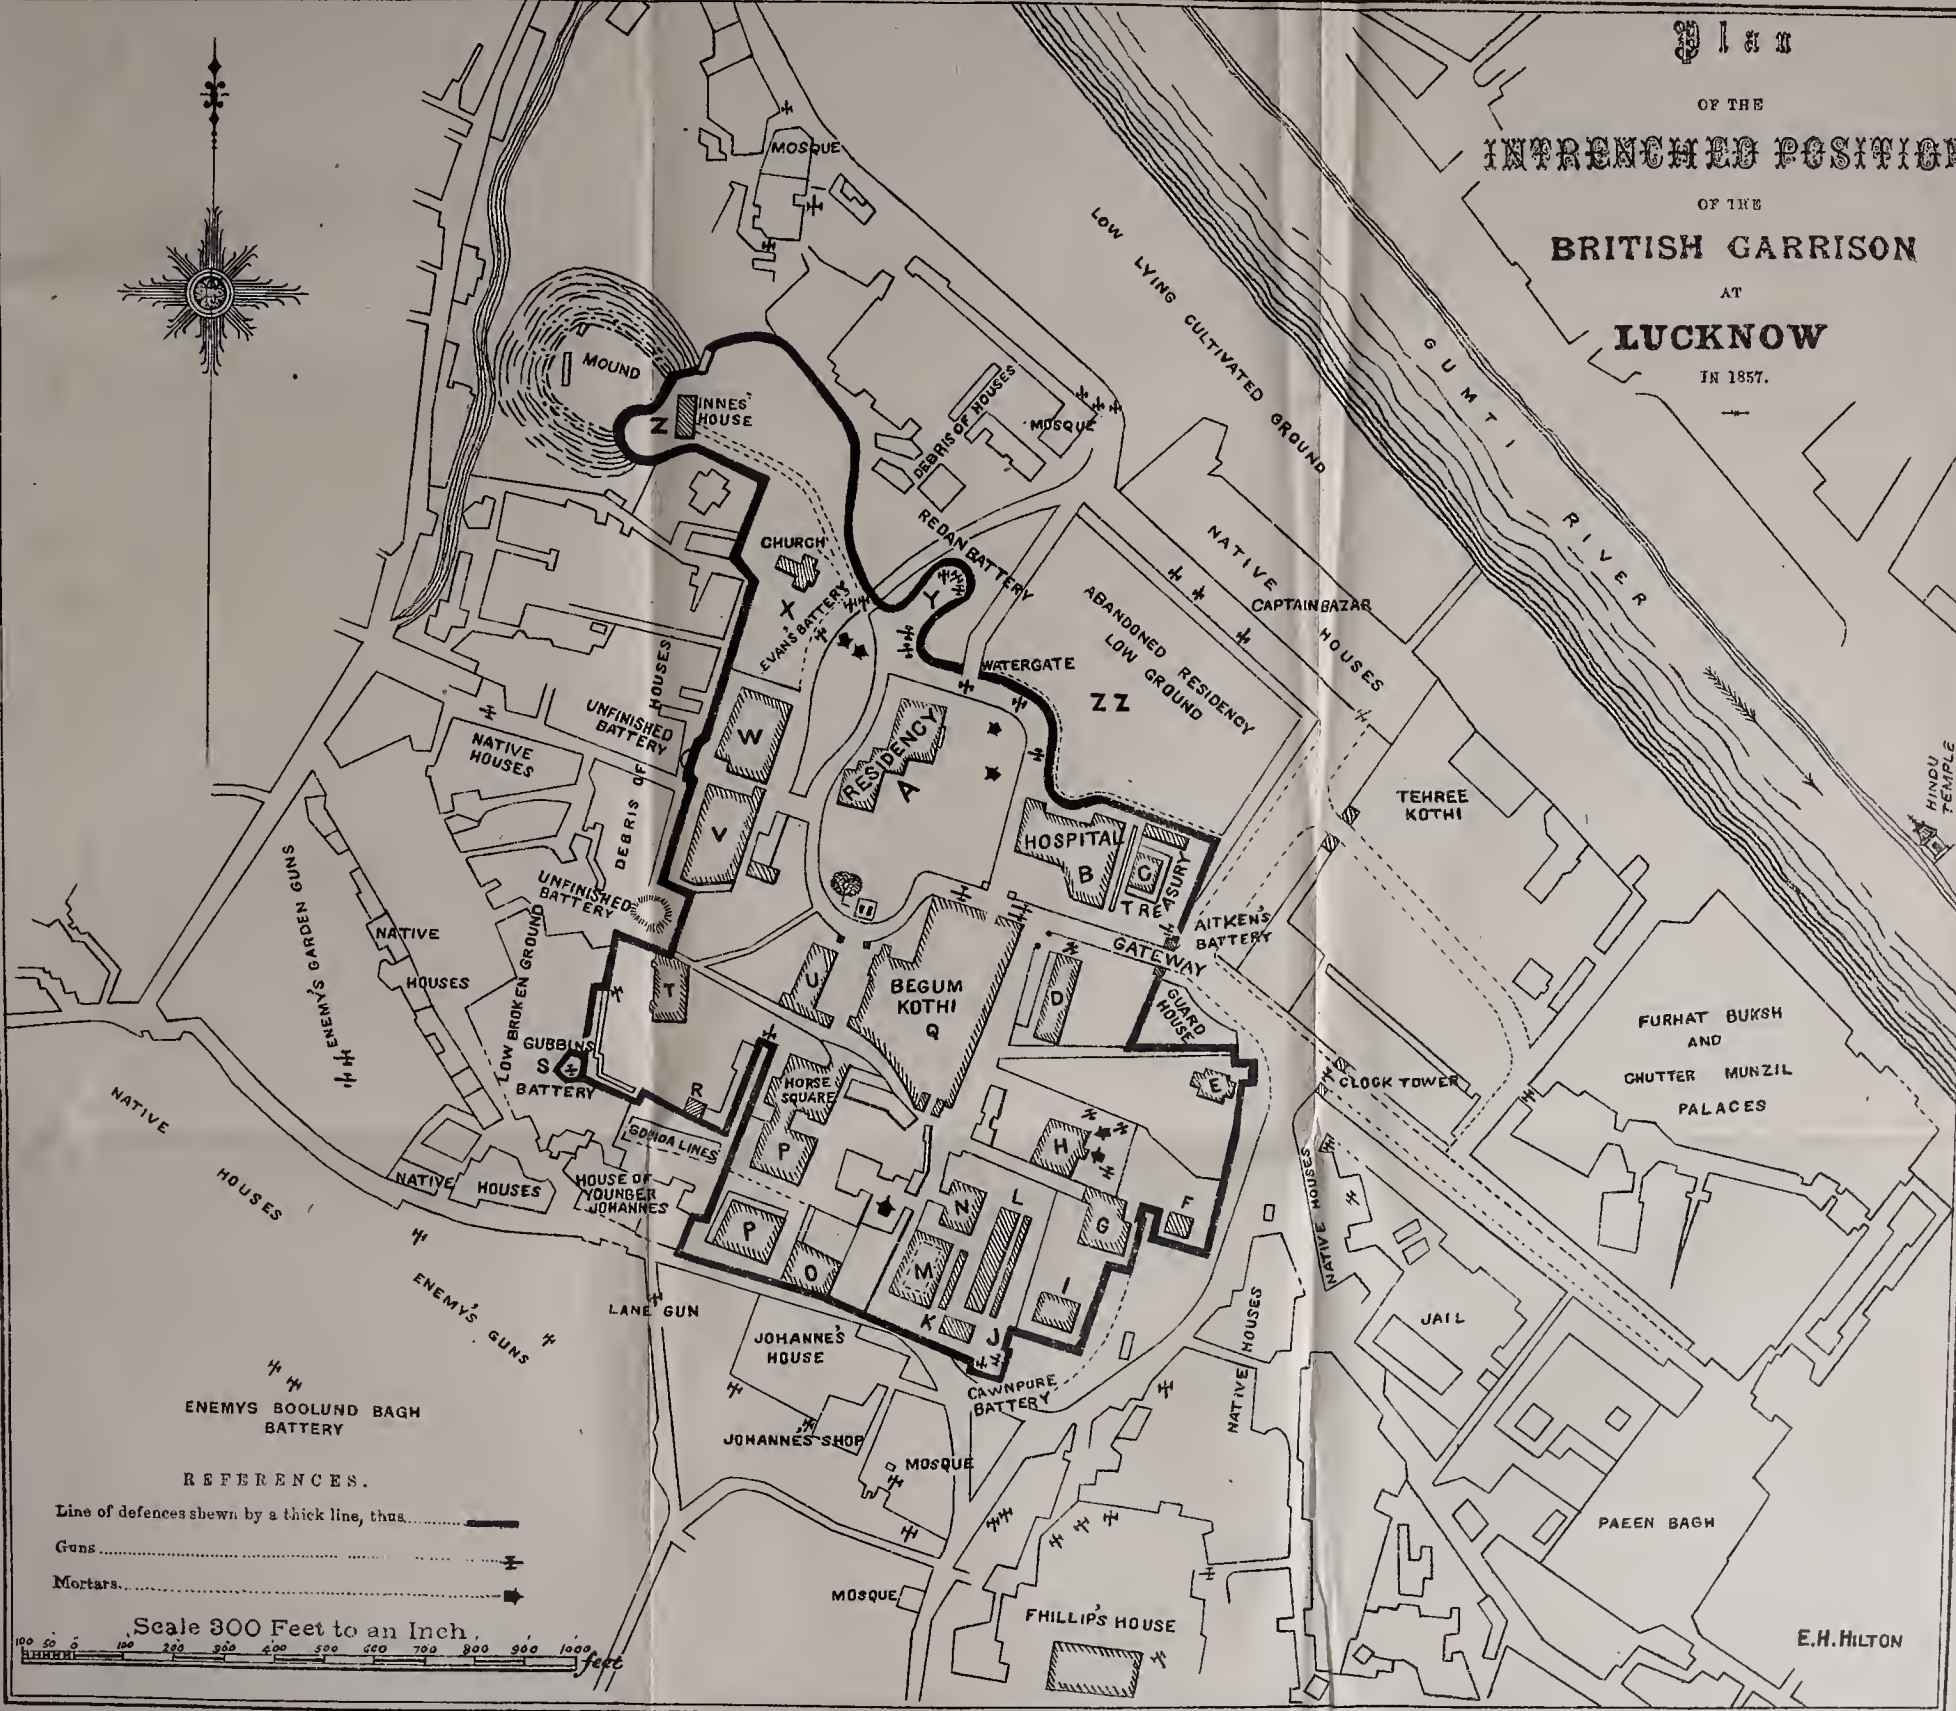 Plan
OF THE
INTRENCHED POSITION
OF THE
BRITISH GARRISON
AT
LUCKNOW
IN 1857.
MOSQUE
LOW LYING CULTIVATED GROUND
GUMTI RIVER
MOUND
Z
INNES'
HOUSE
DEBRIS OF HOUSES
MOSQUE
REDAN BATTERY
NATIVE HOUSES
CAPTAIN BAZAR
CHURCH
X
EVAN'S BATTERY
Y
ABANDONED RESIDENCY
LOW GROUND
ZZ
WATERGATE
HINDU
TEMPLE
DEBRIS OF HOUSES
UNFINISHED
BATTERY
NATIVE
HOUSES
W
RESIDENCY
A
V
TEHREE
KOTHI
HOSPITAL
B
C
TREASURY
UNFINISHED
BATTERY
AITKEN'S
BATTERY
GATEWAY
ENEMY'S GARDEN GUNS
NATIVE
HOUSES
LOW BROKEN GROUND
T
U
BEGUM
KOTHI
Q
D
GUARD
HOUSE
FURHAT BUKSH
AND
CHUTTER MUNZIL
PALACES
GUBBINS
S
BATTERY
R
HORSE
SQUARE
E
CLOCK TOWER
NATIVE
HOUSES
GOINDA LINES
P
H
NATIVE HOUSES
NATIVE
HOUSES
HOUSE OF
YOUNGER
JOHANNES
P
O
N
L
M
G
F
K
J
I
NATIVE HOUSES
JAIL
ENEMY'S GUNS
LANE GUN
JOHANNE'S
HOUSE
CAWNPORE
BATTERY
ENEMYS BOOLUND BAGH
BATTERY
JOHANNE'S SHOP
MOSQUE
PAEEN BAGH
MOSQUE
FHILLIP'S HOUSE
E.H.HILTON
REFERENCES.
Line of defences shewn by a thick line, thus
Guns
Mortars
Scale 300 Feet to an Inch.
100 50 0 100 200 300 400 500 600 700 800 900 1000 feet